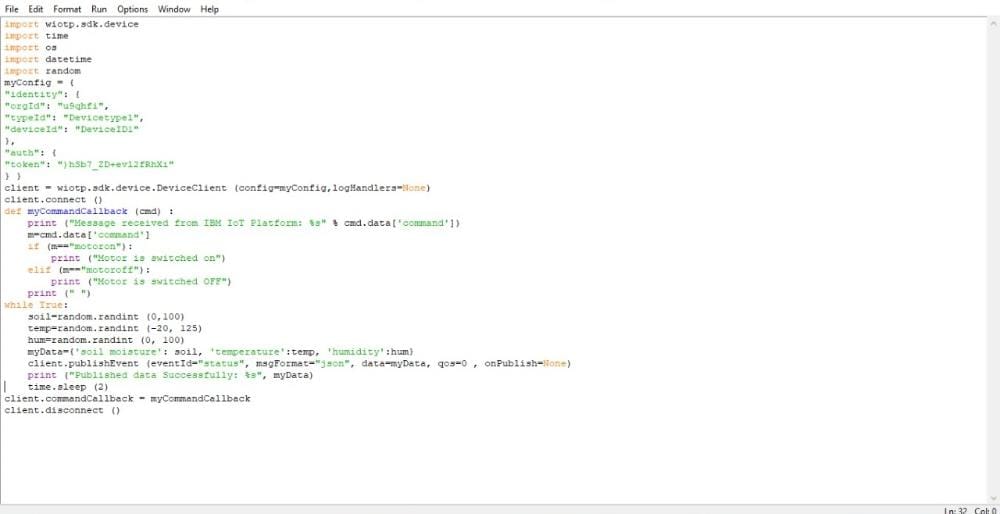 File Edit Format Run Options Window Help
import wiotp.sdk.device
import time
import os
import datetime
import random
myConfig = {
"identity": {
"orgId": "u9qhfi",
"typeId": "Devicetype1",
"deviceId": "DeviceID1"
},
"auth": {
"token": ")hSb7_ZD+ev12fRhXi"
} }
client = wiotp.sdk.device.DeviceClient (config=myConfig,logHandlers=None)
client.connect ()
def myCommandCallback (cmd) :
    print ("Message received from IBM IoT Platform: %s" % cmd.data['command'])
    m=cmd.data['command']
    if (m=="motoron"):
        print ("Motor is switched on")
    elif (m=="motoroff"):
        print ("Motor is switched OFF")
    print (" ")
while True:
    soil=random.randint (0,100)
    temp=random.randint (-20, 125)
    hum=random.randint (0, 100)
    myData={'soil moisture': soil, 'temperature':temp, 'humidity':hum}
    client.publishEvent (eventId="status", msgFormat="json", data=myData, qos=0 , onPublish=None)
    print ("Published data Successfully: %s", myData)
    time.sleep (2)
client.commandCallback = myCommandCallback
client.disconnect ()
Ln: 32 Col: 0